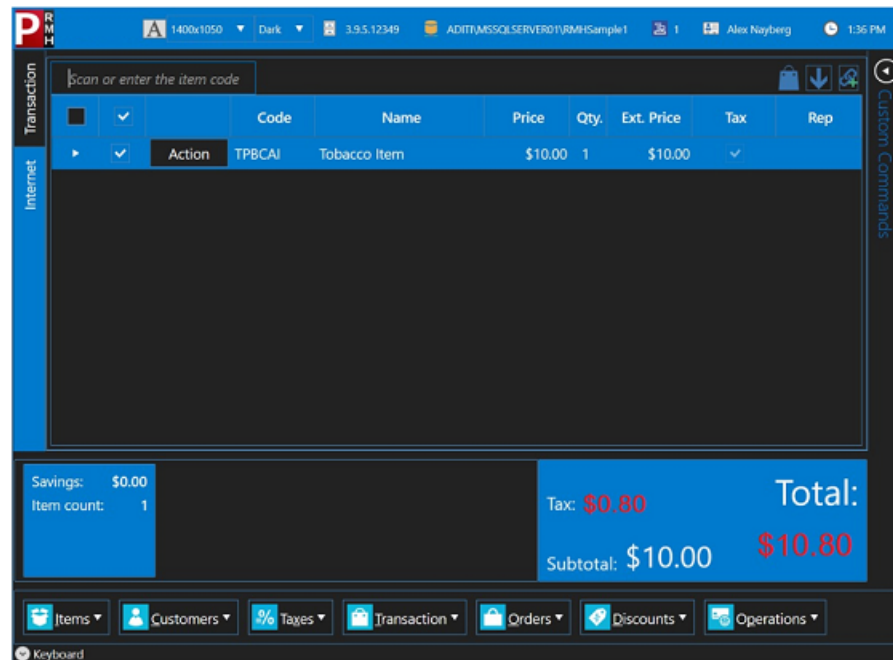 P RMH
A 1400x1050 Dark 3.9.5.12349 ADITI\MSSQLSERVER01\RMHSample1 1 Alex Nayberg 1:36 PM
Transaction
Internet
Scan or enter the item code
Custom Commands
Code Name Price Qty. Ext. Price Tax Rep
Action TPBCAI Tobacco Item $10.00 1 $10.00
Savings: $0.00
Item count: 1
Tax: $0.80
Subtotal: $10.00
Total:
$10.80
Items Customers % Taxes Transaction Orders Discounts Operations
Keyboard